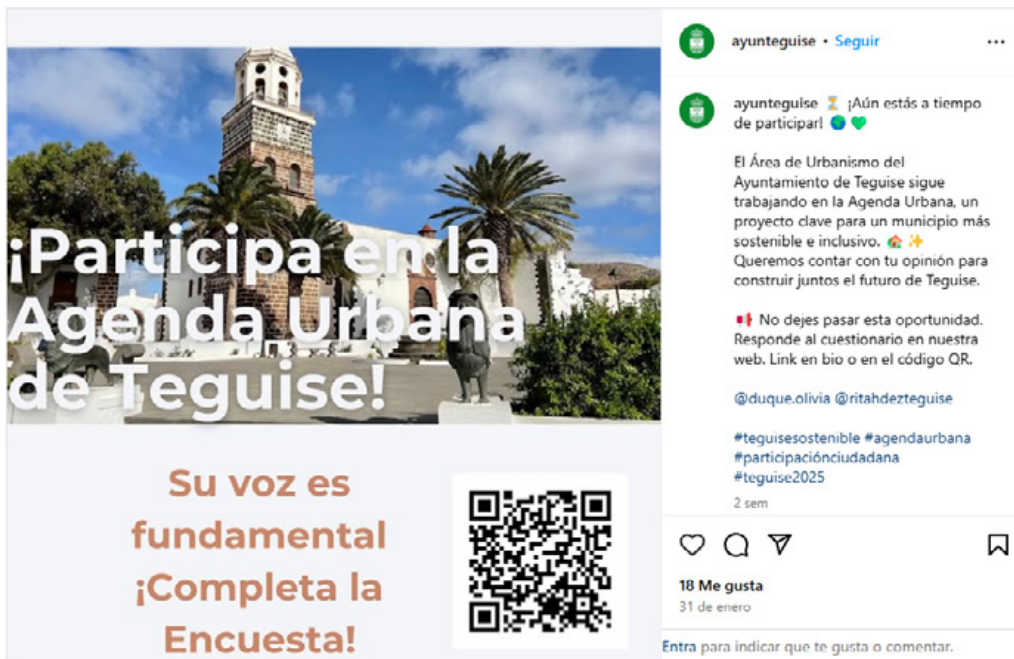 ¡Participa en la
Agenda Urbana
de Teguise!
Su voz es
fundamental
¡Completa la
Encuesta!
ayunteguise • Seguir
ayunteguise ⏳ ¡Aún estás a tiempo
de participar! 🌍 💚
El Área de Urbanismo del
Ayuntamiento de Teguise sigue
trabajando en la Agenda Urbana, un
proyecto clave para un municipio más
sostenible e inclusivo. 🏡 ✨
Queremos contar con tu opinión para
construir juntos el futuro de Teguise.
📢 No dejes pasar esta oportunidad.
Responde al cuestionario en nuestra
web. Link en bio o en el código QR.
@duque.olivia @ritahdezteguise
#teguisesostenible #agendaurbana
#participaciónciudadana
#teguise2025
2 sem
18 Me gusta
31 de enero
Entra para indicar que te gusta o comentar.